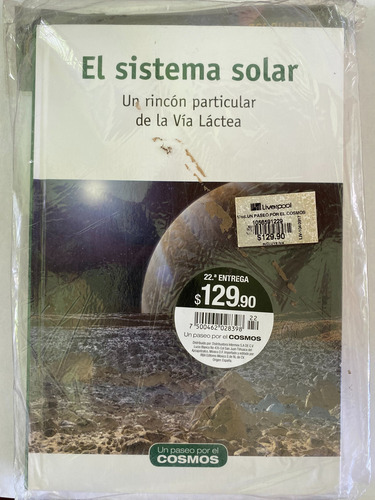 El sistema solar
Un rincón particular
de la Vía Láctea
Liverpool
UN PASEO POR EL COSMOS
1056591229
$129.90
22.ª ENTREGA
$129.90
22
7 500462 028398
Un paseo por el COSMOS
Un paseo por el
COSMOS